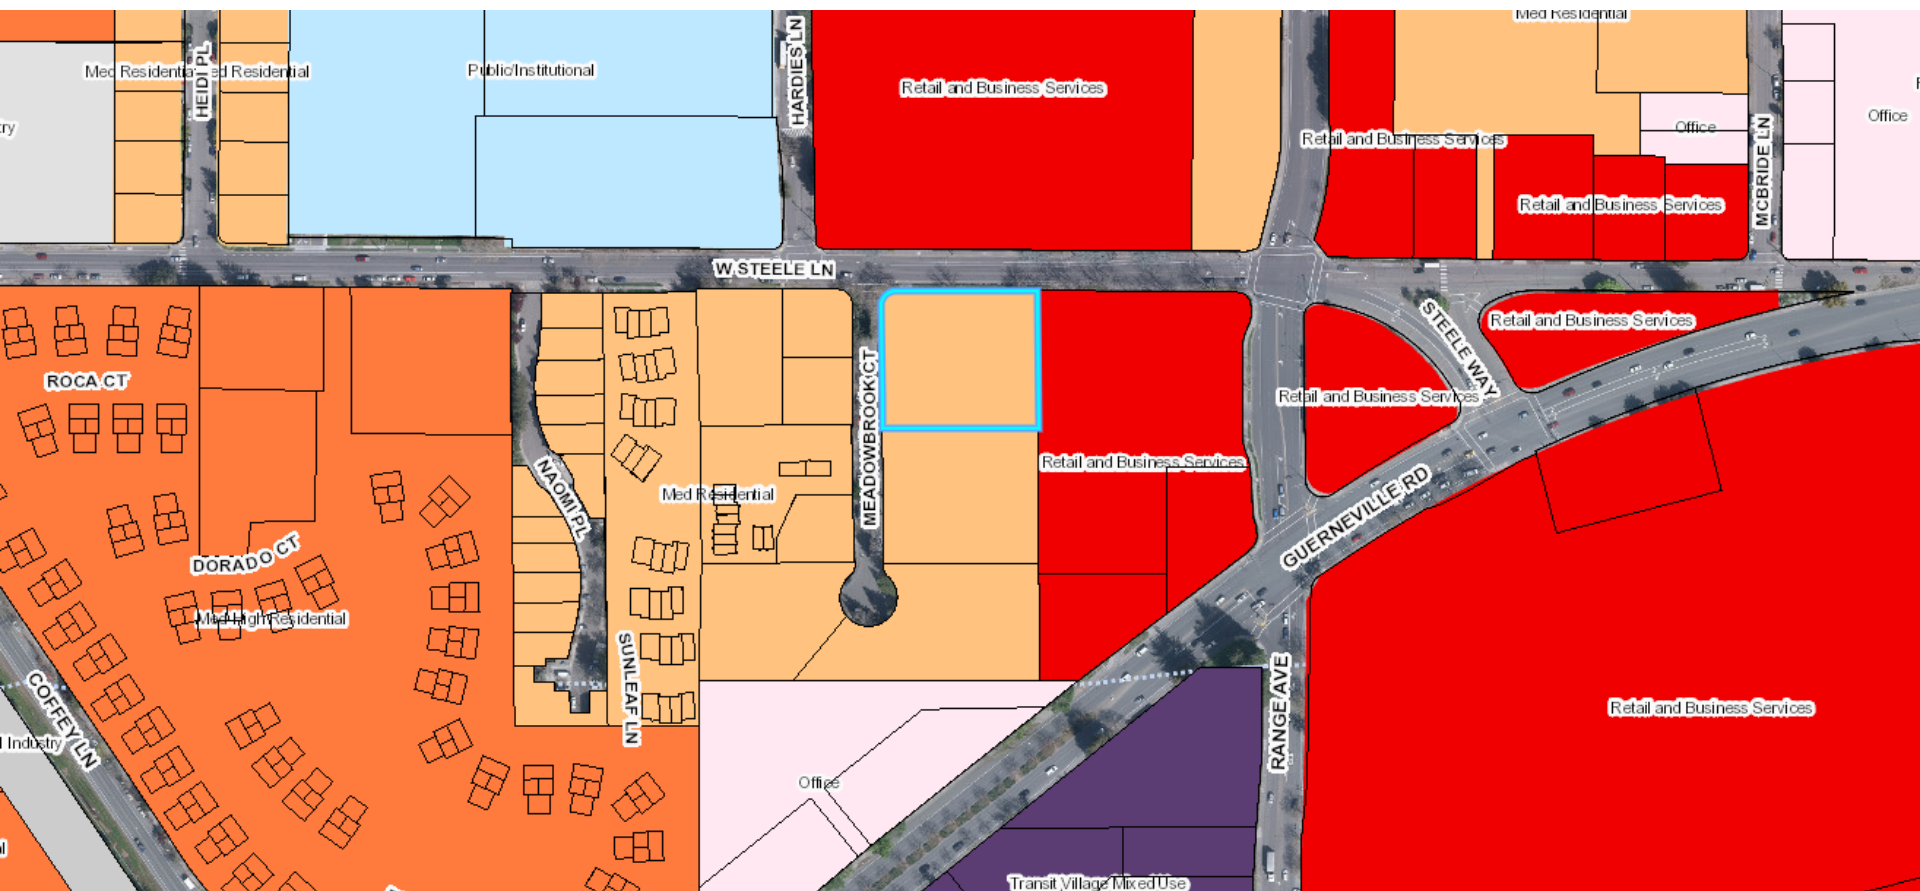 Med Residential
Med Residentia
ed Residential
HEIDI PL
Public/Institutional
HARDIES LN
Retail and Business Services
Retail and Business Services
Office
Office
MCBRIDE LN
ry
Retail and Business Services
W STEELE LN
STEELE WAY
Retail and Business Services
ROCA CT
MEADOWBROOK CT
Retail and Business Services
Retail and Business Services
NAOMI PL
Med Residential
GUERNEVILLE RD
DORADO CT
Med High Residential
SUNLEAF LN
COFFEY LN
RANGE AVE
Retail and Business Services
l Industry
Office
Transit Village Mixed Use